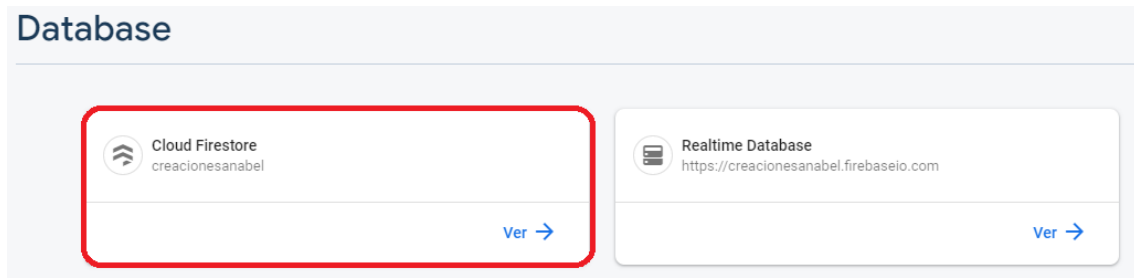 Database
Cloud Firestore
creacionesanabel
Ver
Realtime Database
https://creacionesanabel.firebaseio.com
Ver